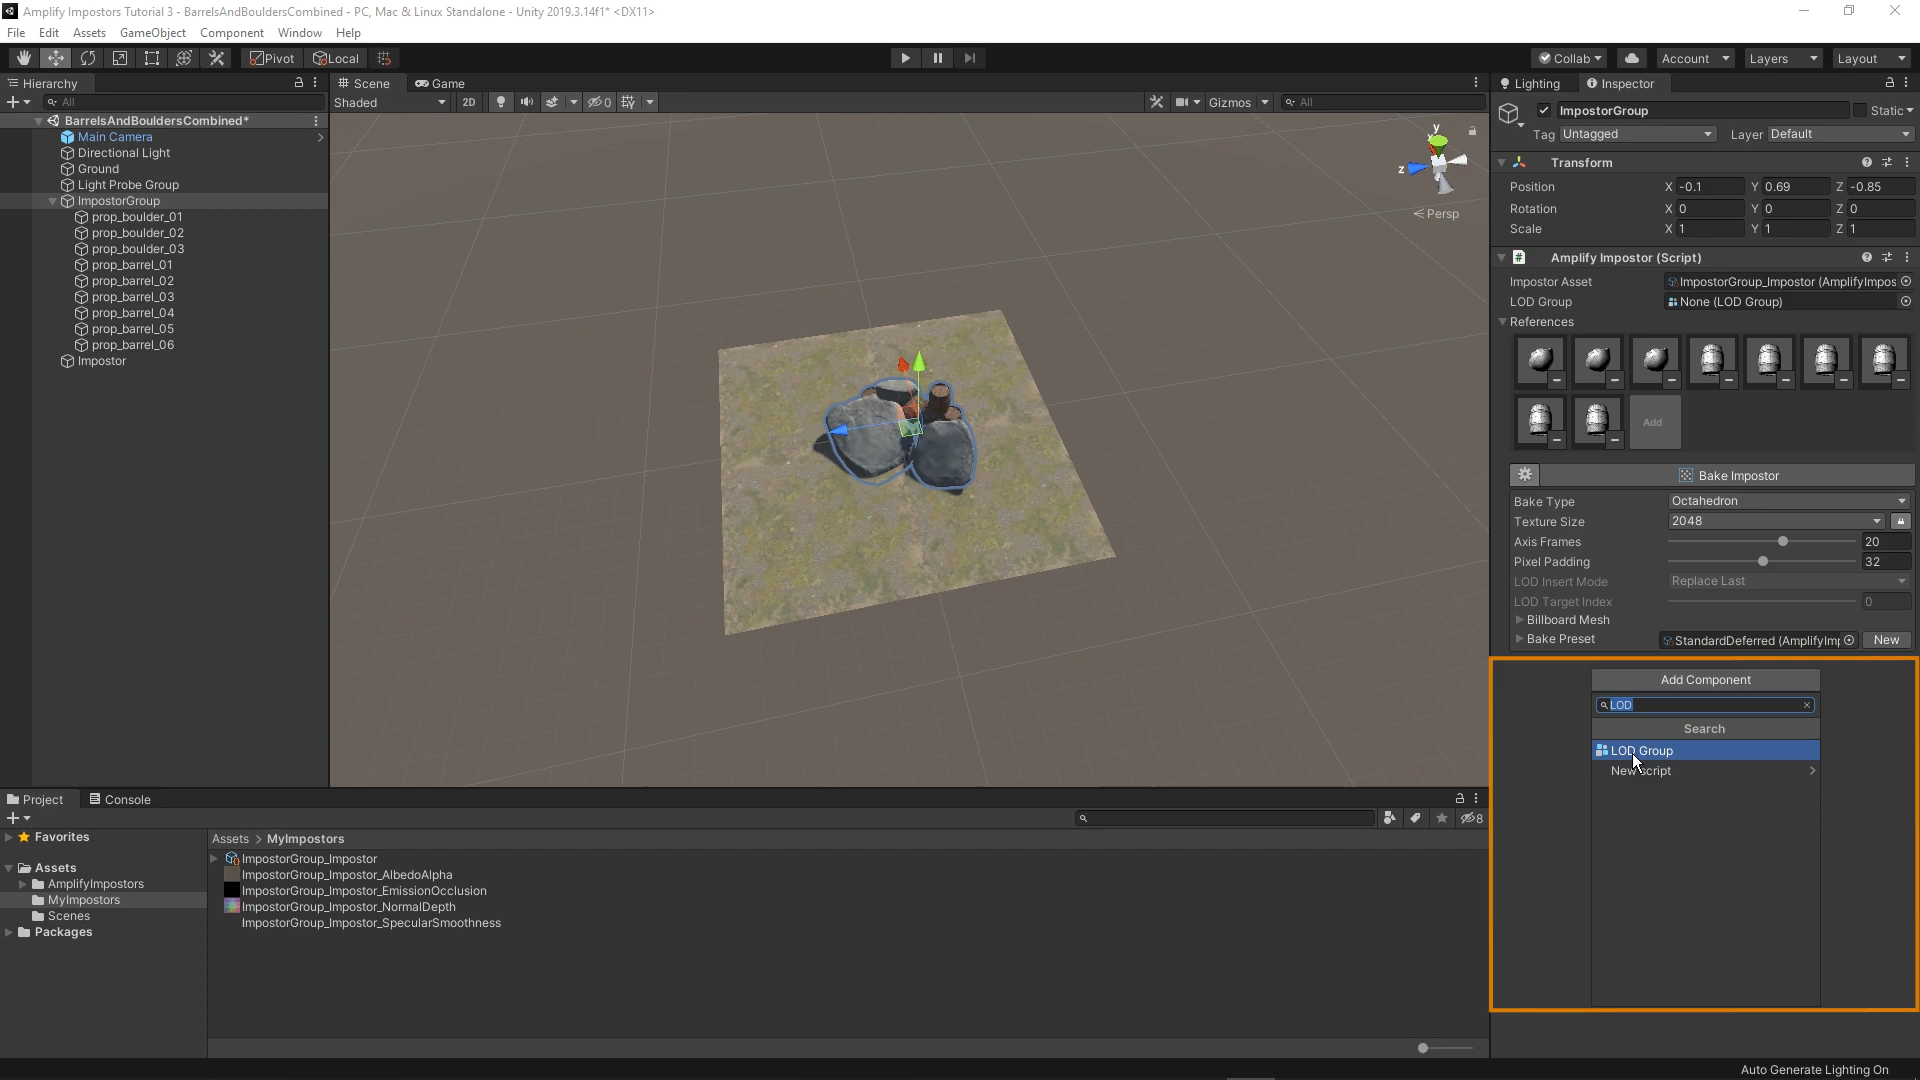 Amplify Impostors Tutorial 3 - BarrelsAndBouldersCombined - PC, Mac & Linux Standalone - Unity 2019.3.14f1* <DX11>
File Edit Assets GameObject Component Window Help
Pivot Local Collab Account Layers Layout
Hierarchy
All
BarrelsAndBouldersCombined*
Main Camera
Directional Light
Ground
Light Probe Group
ImpostorGroup
prop_boulder_01
prop_boulder_02
prop_boulder_03
prop_barrel_01
prop_barrel_02
prop_barrel_03
prop_barrel_04
prop_barrel_05
prop_barrel_06
Impostor
Scene Game
Shaded 2D 0 Gizmos All
y
z
Persp
Lighting Inspector
ImpostorGroup Static
Tag Untagged Layer Default
Transform
Position X -0.1 Y 0.69 Z -0.85
Rotation X 0 Y 0 Z 0
Scale X 1 Y 1 Z 1
# Amplify Impostor (Script)
Impostor Asset ImpostorGroup_Impostor (AmplifyImpos
LOD Group None (LOD Group)
References
Add
Bake Impostor
Bake Type Octahedron
Texture Size 2048
Axis Frames 20
Pixel Padding 32
LOD Insert Mode Replace Last
LOD Target Index 0
Billboard Mesh
Bake Preset StandardDeferred (AmplifyImp New
Add Component
LOD
Search
LOD Group
New script
Project Console
8
Favorites
Assets
AmplifyImpostors
MyImpostors
Scenes
Packages
Assets > MyImpostors
ImpostorGroup_Impostor
ImpostorGroup_Impostor_AlbedoAlpha
ImpostorGroup_Impostor_EmissionOcclusion
ImpostorGroup_Impostor_NormalDepth
ImpostorGroup_Impostor_SpecularSmoothness
Auto Generate Lighting On